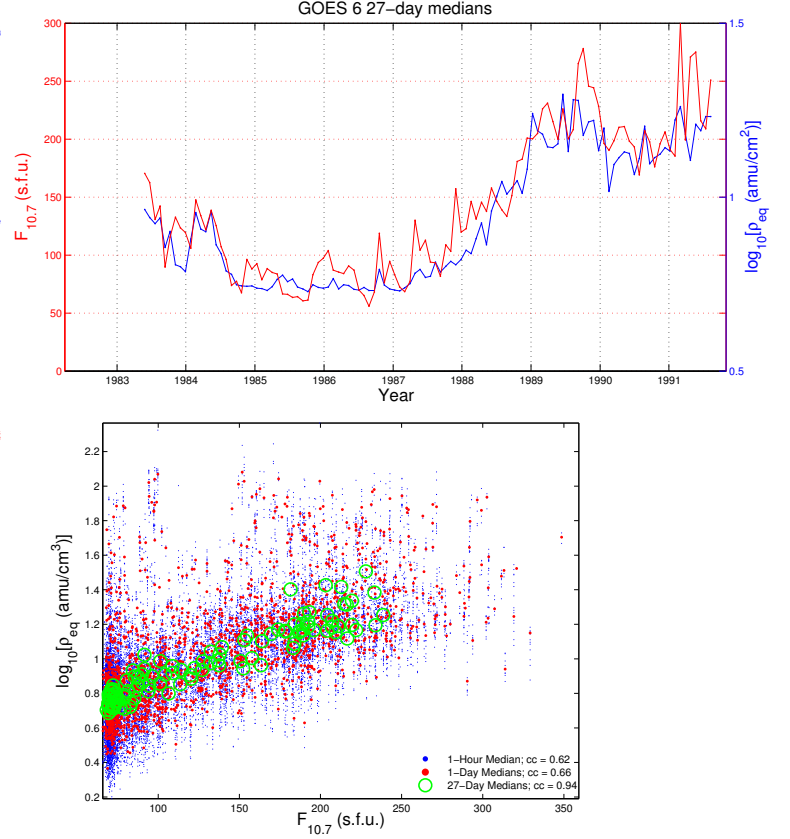 GOES 6 27−day medians
300
250
200
150
100
50
0
F10.7 (s.f.u.)
1.5
2
1
0.5
log10[ρeq (amu/cm2)]
1983 1984 1985 1986 1987 1988 1989 1990 1991
Year
2.2
2
1.8
1.6
1.4
1.2
1
0.8
0.6
0.4
0.2
log10[ρeq (amu/cm3)]
1−Hour Median; cc = 0.62
1−Day Medians; cc = 0.66
27−Day Medians; cc = 0.94
100 150 200 250 300 350
F10.7 (s.f.u.)